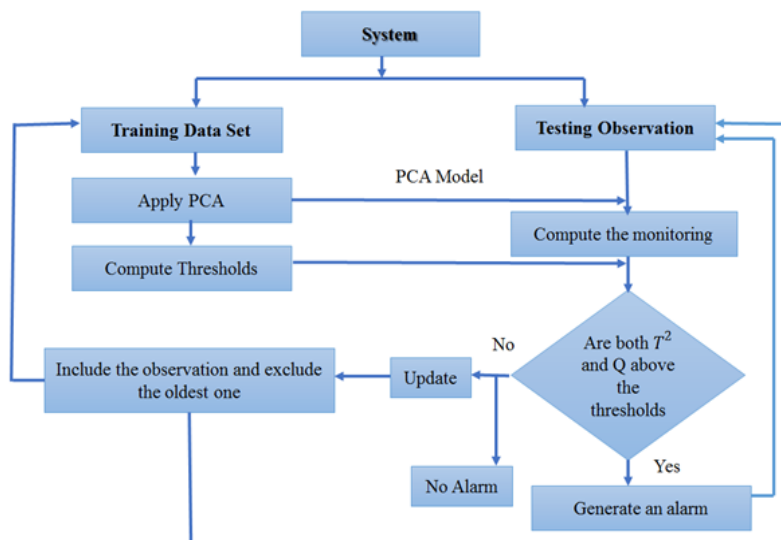 System
Training Data Set
Testing Observation
PCA Model
Apply PCA
Compute the monitoring
Compute Thresholds
Are both T²
and Q above
the
thresholds
No
Include the observation and exclude
the oldest one
Update
Yes
No Alarm
Generate an alarm